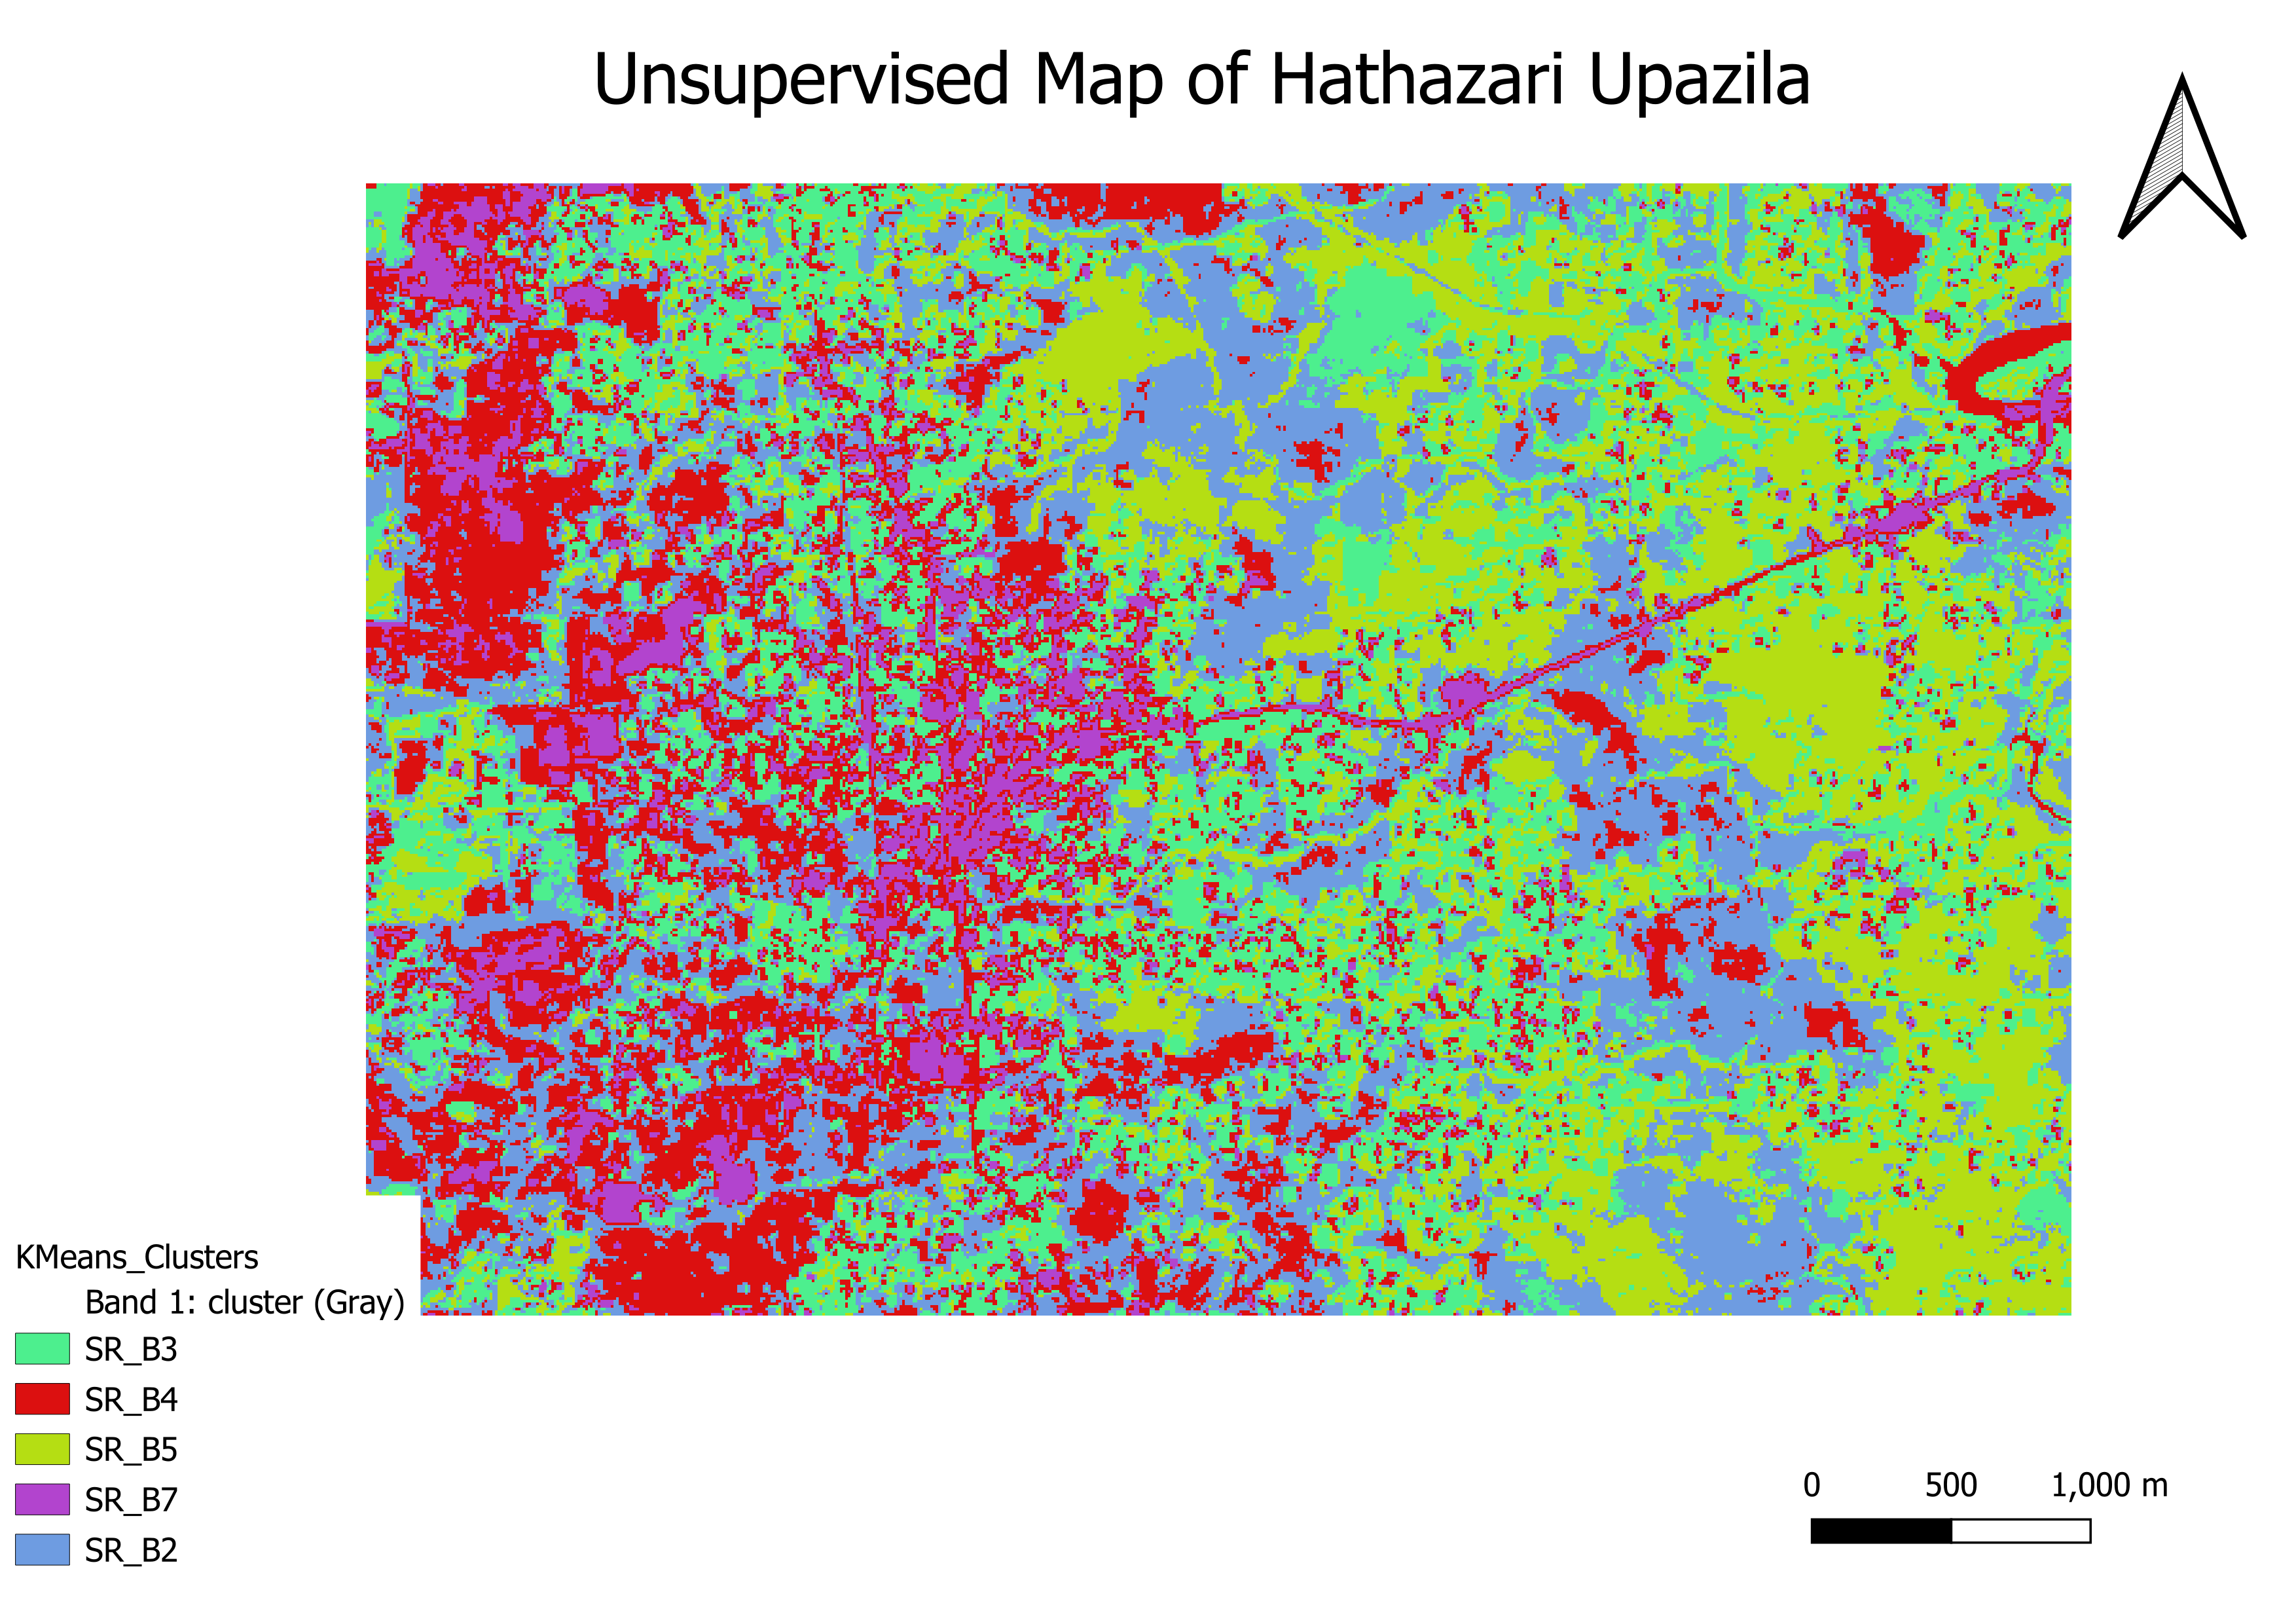 Unsupervised Map of Hathazari Upazila
KMeans_Clusters
Band 1: cluster (Gray)
SR_B3
SR_B4
SR_B5
SR_B7
SR_B2
0 500 1,000 m